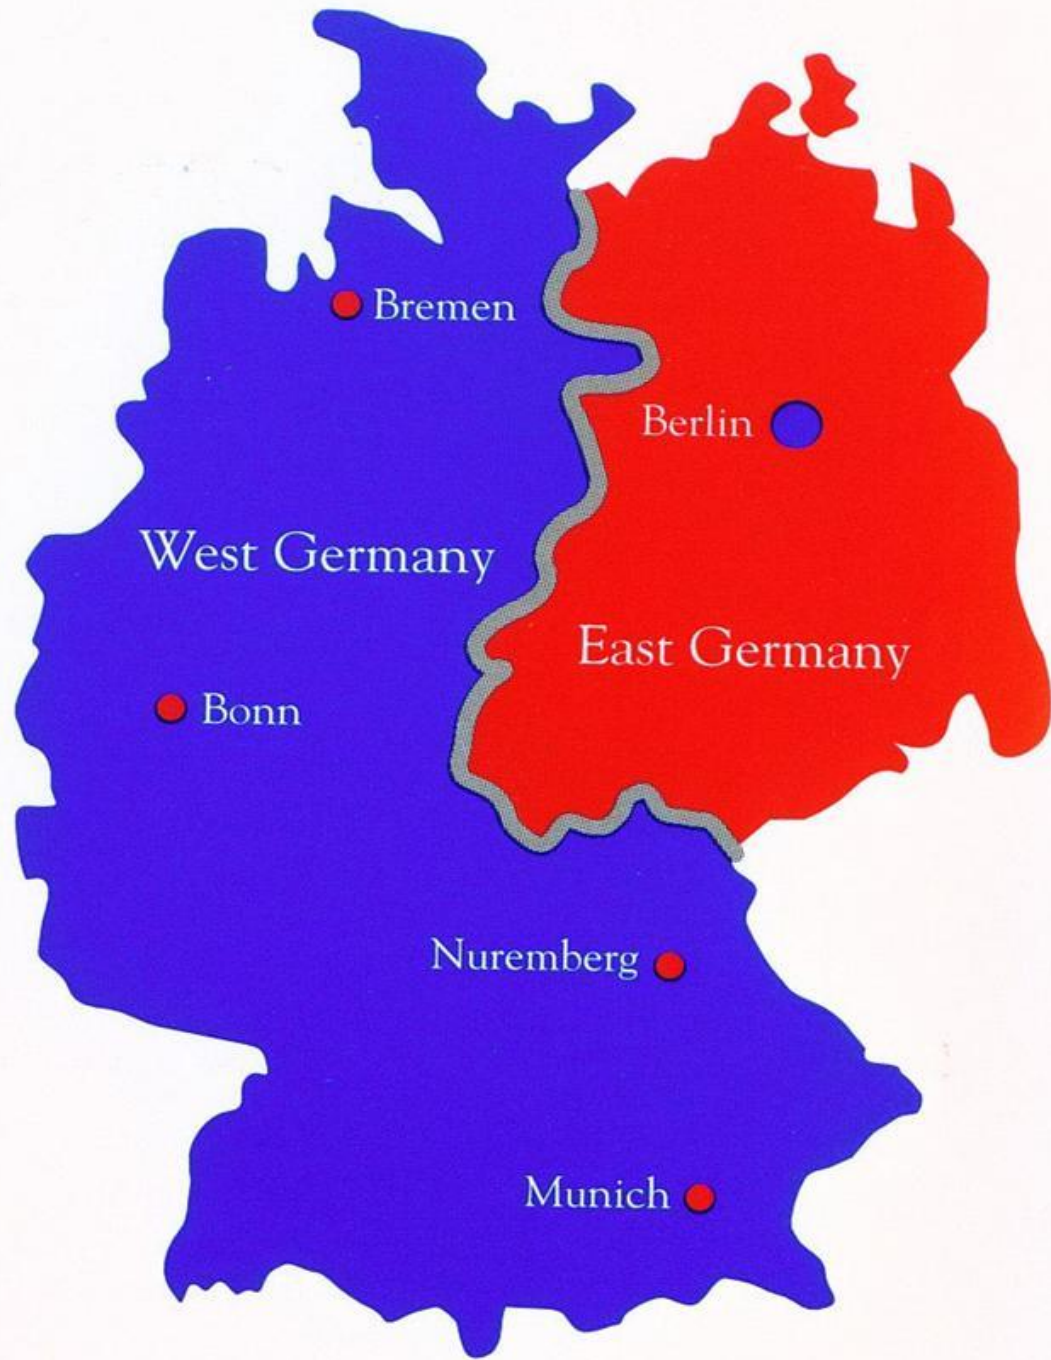 Bremen
Berlin
West Germany
East Germany
Bonn
Nuremberg
Munich